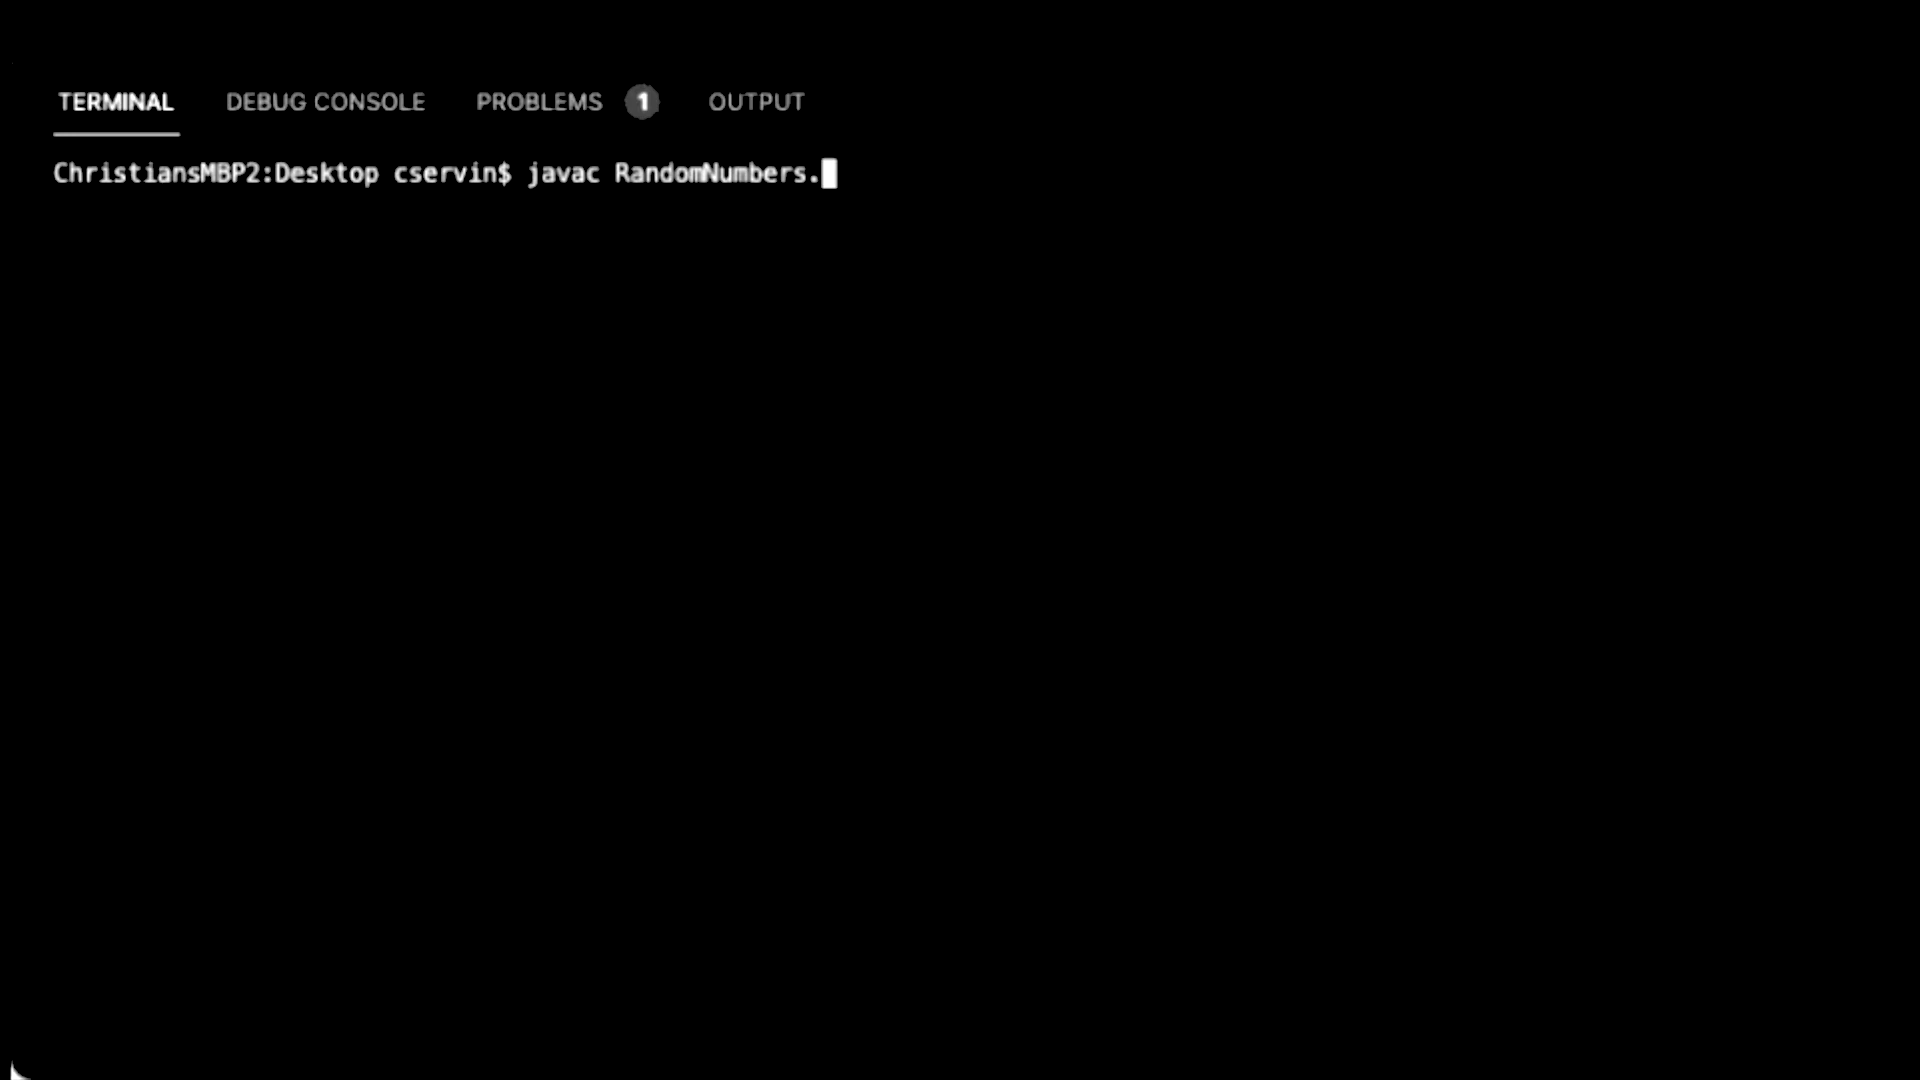 TERMINAL DEBUG CONSOLE PROBLEMS 1 OUTPUT
ChristiansMBP2:Desktop cservin$ javac RandomNumbers.